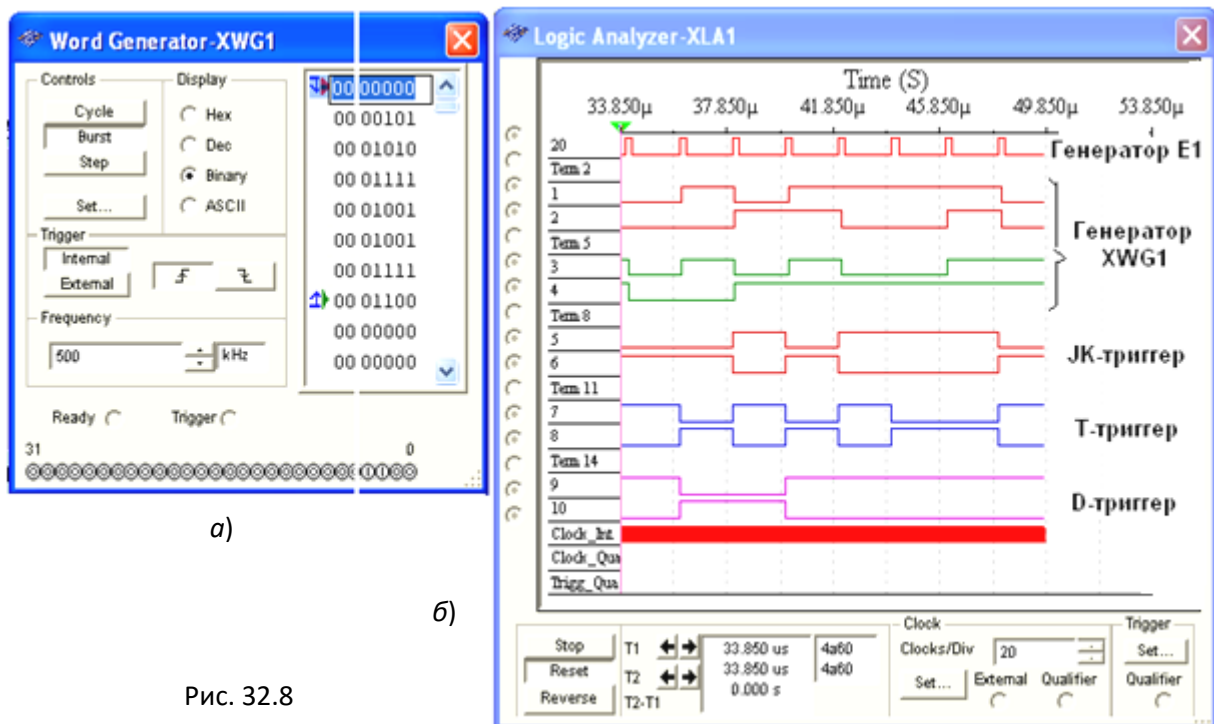 Word Generator-XWG1
Controls
Cycle
Burst
Step
Set...
Display
Hex
Dec
Binary
ASCII
Trigger
Internal
External
Frequency
500
kHz
Ready
Trigger
31
0
00 00000
00 00101
00 01010
00 01111
00 01001
00 01001
00 01111
00 01100
00 00000
00 00000
а)
Logic Analyzer-XLA1
Time (S)
33.850µ 37.850µ 41.850µ 45.850µ 49.850µ 53.850µ
20
Term 2
1
2
Term 5
3
4
Term 8
5
6
Term 11
7
8
Term 14
9
10
Clock_Int
Clock_Qua
Trigg_Qua
Генератор E1
Генератор
XWG1
JK-триггер
T-триггер
D-триггер
б)
Stop
Reset
Reverse
T1
T2
T2-T1
33.850 us
33.850 us
0.000 s
4a60
4a60
Clock
Clocks/Div 20
Set... External Qualifier
Trigger
Set...
Qualifier
Рис. 32.8